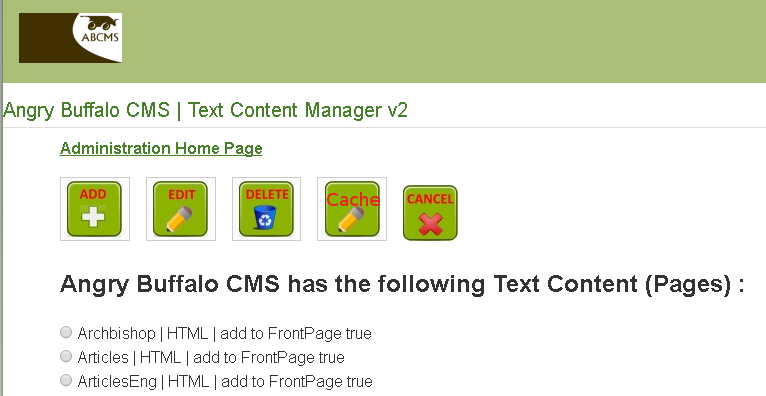 ABCMS
Angry Buffalo CMS | Text Content Manager v2
Administration Home Page
ADD EDIT DELETE Cache CANCEL
Angry Buffalo CMS has the following Text Content (Pages) :
Archbishop | HTML | add to FrontPage true
Articles | HTML | add to FrontPage true
ArticlesEng | HTML | add to FrontPage true